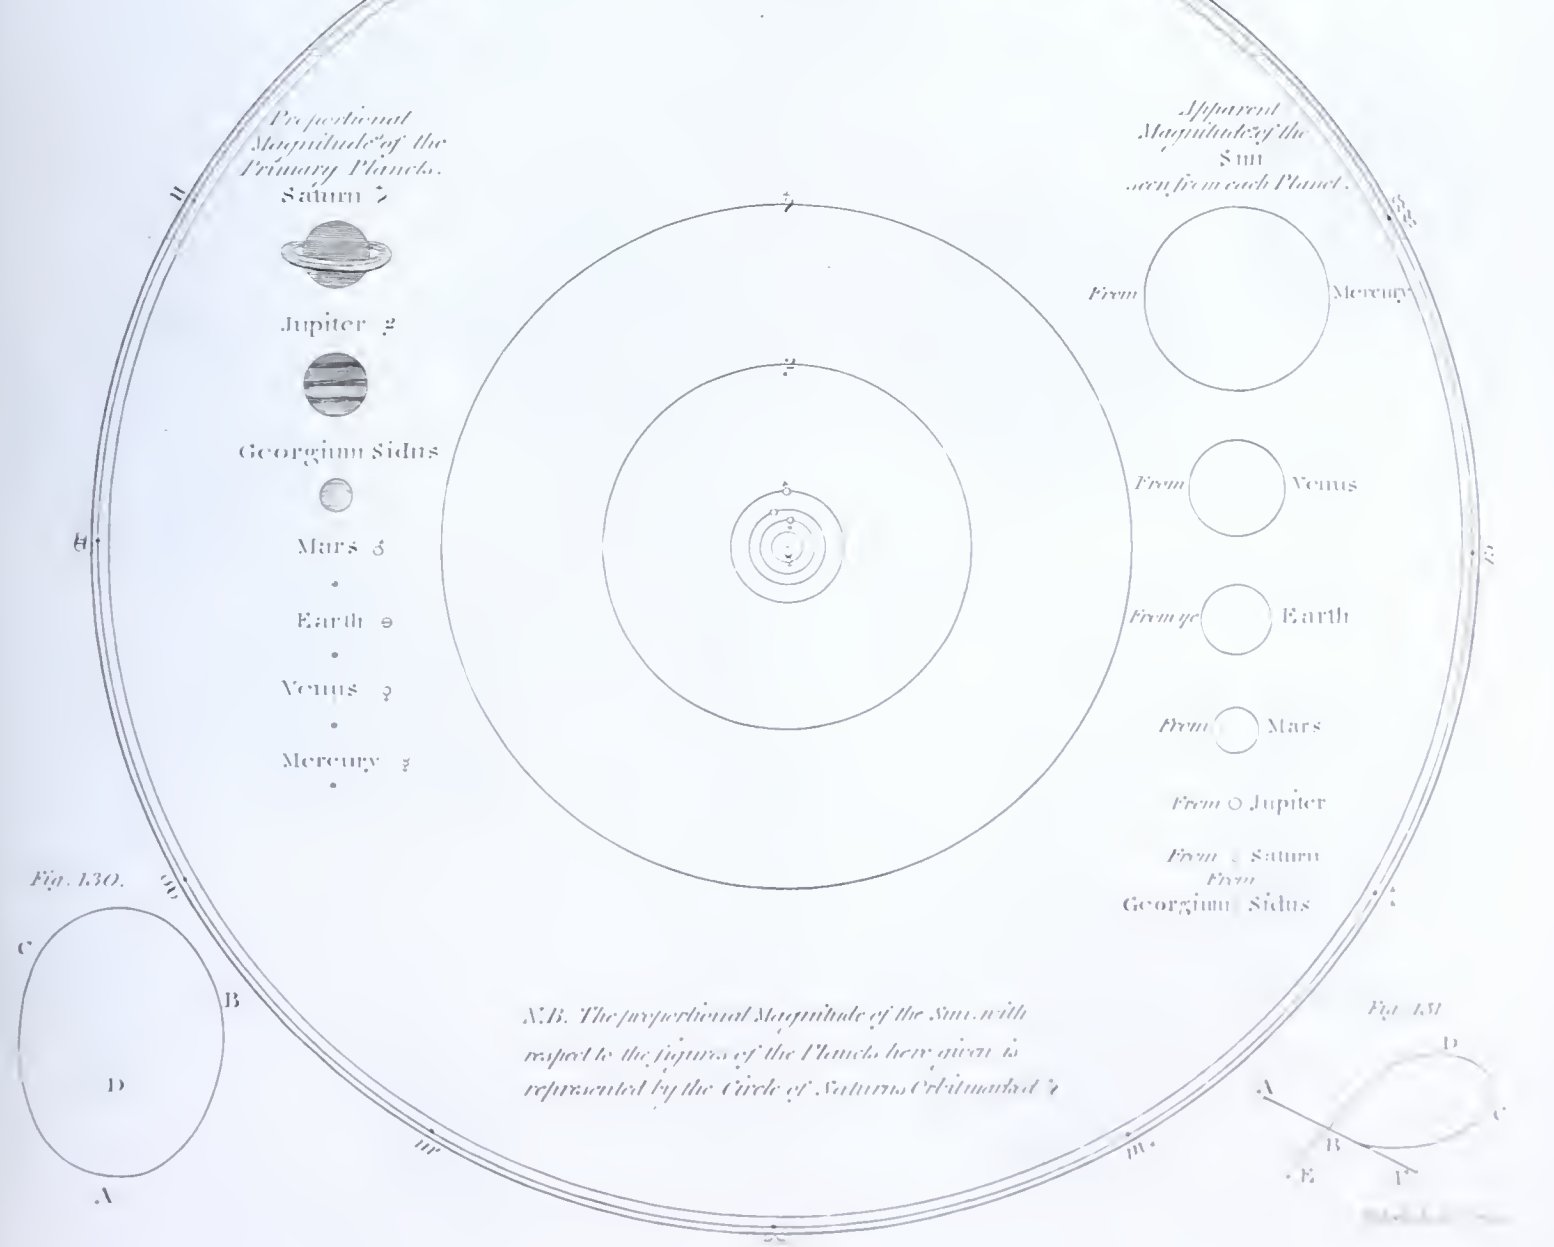 Proportional
Magnitude of the
Primary Planets.
Saturn ♄
Jupiter ♃
Georgium Sidus
Mars ♂
Earth ⊖
Venus ♀
Mercury ☿
Apparent
Magnitude of the
Sun
seen from each Planet.
From Mercury
From Venus
From ye Earth
From Mars
From Jupiter
From Saturn
From
Georgium Sidus
♄
♃
N.B. The proportional Magnitude of the Sun with
respect to the figures of the Planets here given is
represented by the Circle of Saturns Orbit marked ♄
Fig. 130.
C
B
D
A
Fig. 131
D
A
C
B
E
F